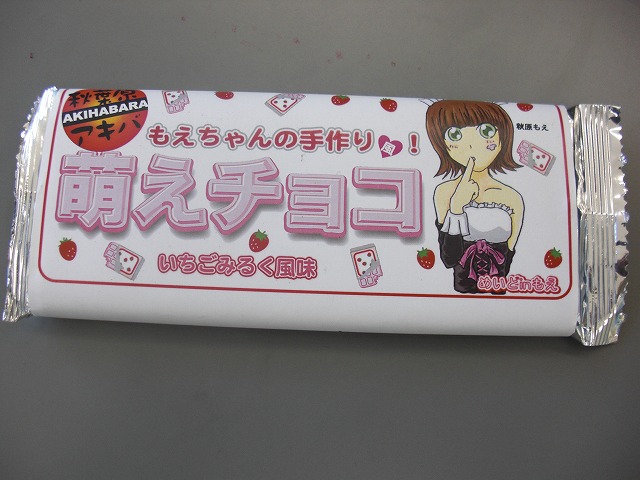 秋葉原
AKIHABARA
アキバ
もえちゃんの手作り風!
萌えチョコ
いちごみるく風味
秋原もえ
めいどinもえ